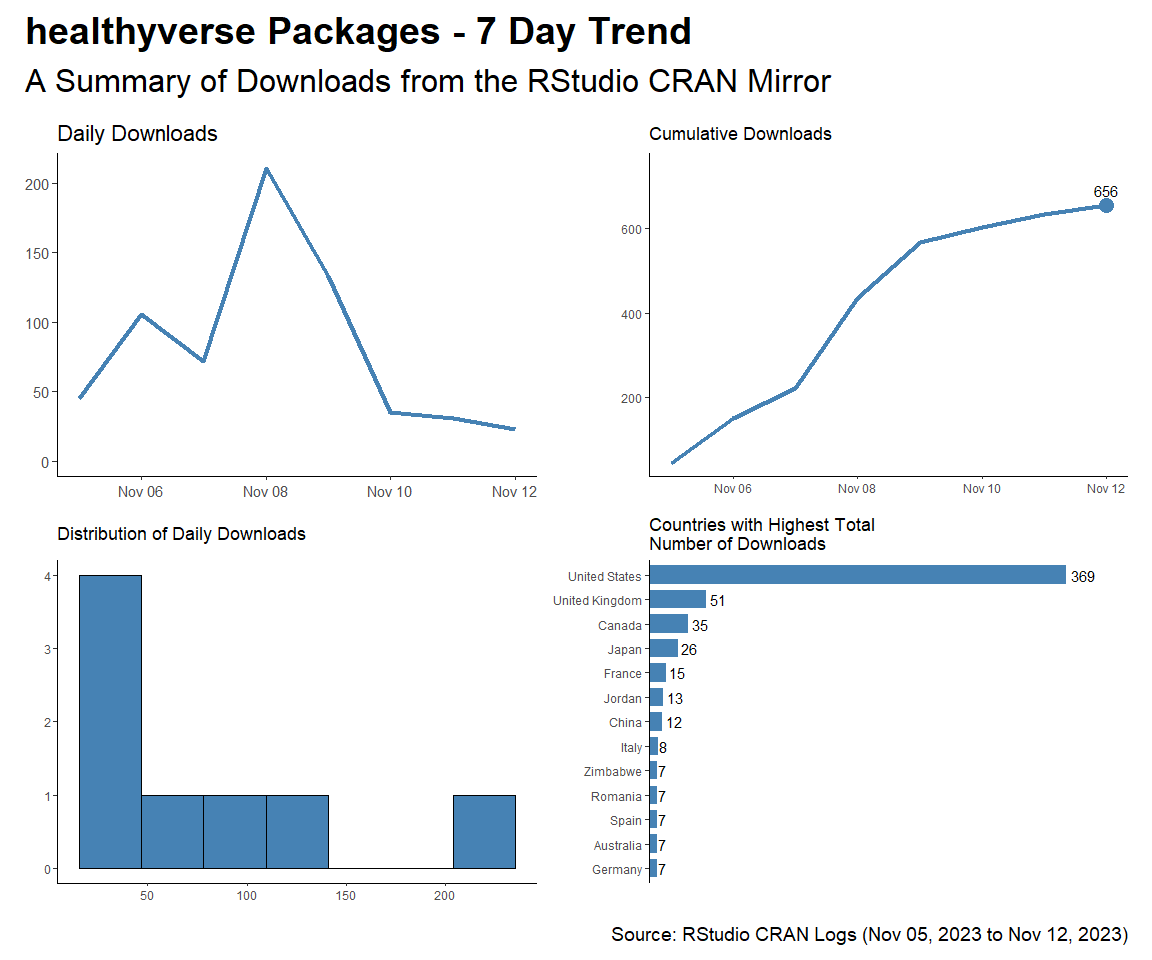 healthyverse Packages - 7 Day Trend
A Summary of Downloads from the RStudio CRAN Mirror
Daily Downloads
200
150
100
50
0
Nov 06 Nov 08 Nov 10 Nov 12
Cumulative Downloads
656
600
400
200
Nov 06 Nov 08 Nov 10 Nov 12
Distribution of Daily Downloads
4
3
2
1
0
50 100 150 200
Countries with Highest Total
Number of Downloads
United States 369
United Kingdom 51
Canada 35
Japan 26
France 15
Jordan 13
China 12
Italy 8
Zimbabwe 7
Romania 7
Spain 7
Australia 7
Germany 7
Source: RStudio CRAN Logs (Nov 05, 2023 to Nov 12, 2023)